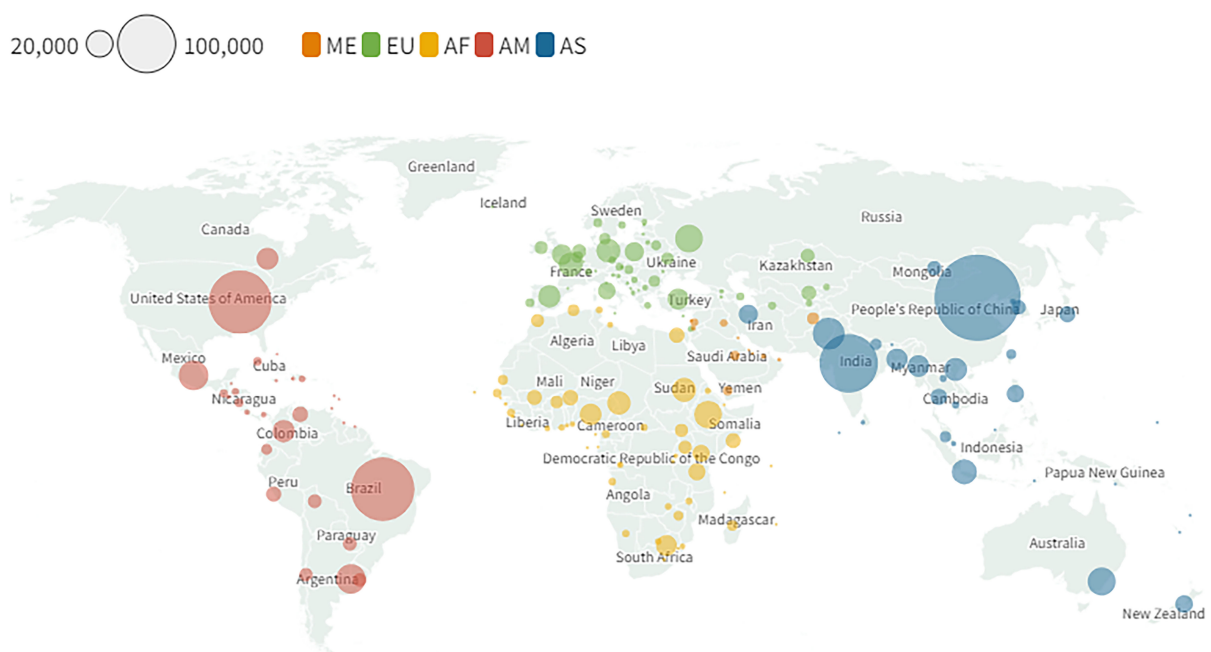 20,000 100,000 ME EU AF AM AS
Greenland
Iceland
Sweden
Russia
Canada
Ukraine
Kazakhstan
France
Mongolia
United States of America
Turkey
People's Republic of China
Japan
Iran
Algeria
Libya
Mexico
Saudi Arabia
India
Cuba
Myanmar
Mali
Niger
Sudan
Yemen
Nicaragua
Cambodia
Liberia
Cameroon
Somalia
Colombia
Indonesia
Democratic Republic of the Congo
Papua New Guinea
Peru
Brazil
Angola
Madagascar
Paraguay
Australia
South Africa
Argentina
New Zealand